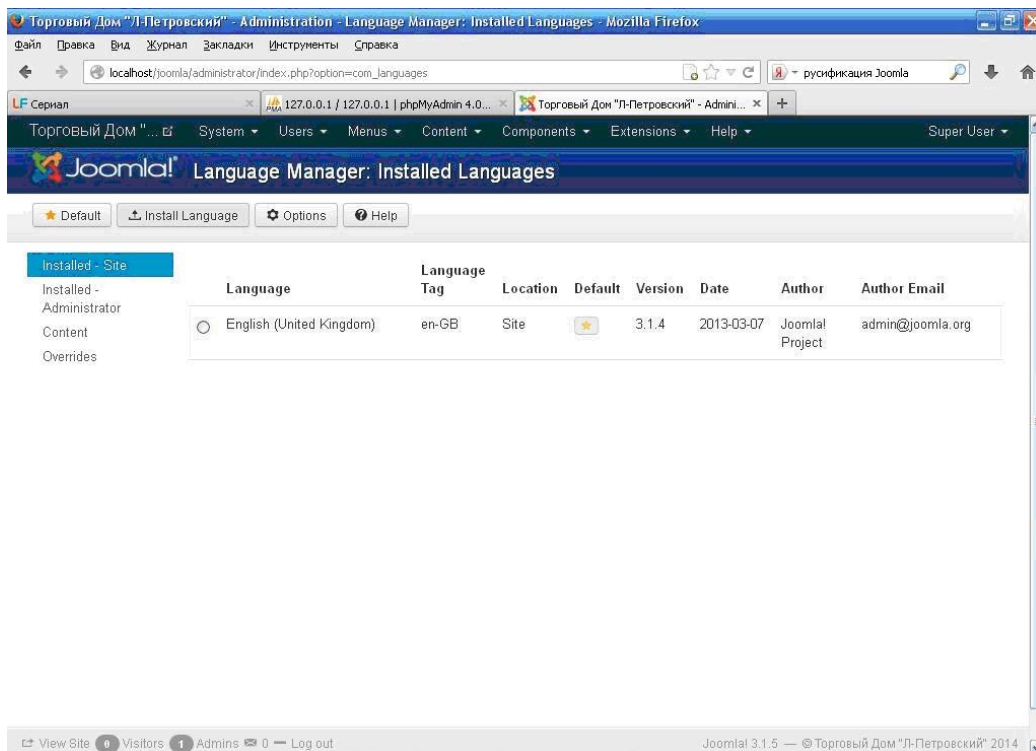 Торговый Дом "Л-Петровский" - Administration - Language Manager: Installed Languages - Mozilla Firefox
Файл Правка Вид Журнал Закладки Инструменты Справка
localhost/joomla/administrator/index.php?option=com_languages
русификация Joomla
LF Сериал
127.0.0.1 / 127.0.0.1 | phpMyAdmin 4.0...
Торговый Дом "Л-Петровский" - Admini...
Торговый Дом "... System Users Menus Content Components Extensions Help Super User
Joomla! Language Manager: Installed Languages
Default Install Language Options Help
Installed - Site
Installed - Administrator
Content
Overrides
Language Language Tag Location Default Version Date Author Author Email
English (United Kingdom) en-GB Site 3.1.4 2013-03-07 Joomla! Project admin@joomla.org
View Site 0 Visitors 1 Admins 0 — Log out
Joomla! 3.1.5 — © Торговый Дом "Л-Петровский" 2014